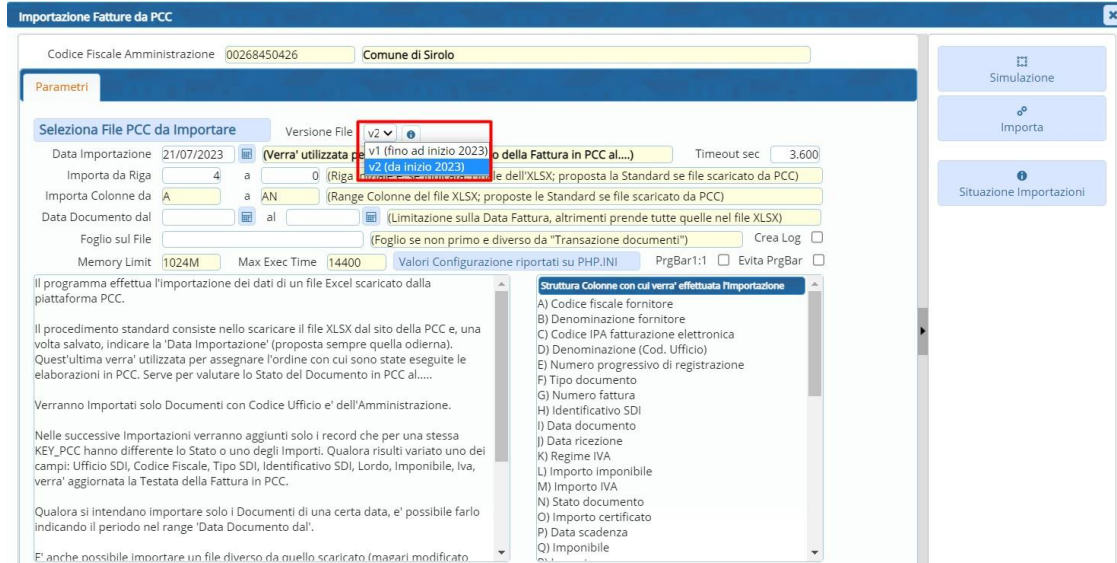 Importazione Fatture da PCC
Codice Fiscale Amministrazione 00268450426 Comune di Sirolo
Parametri
Seleziona File PCC da Importare Versione File v2
v1 (fino ad inizio 2023)
v2 (da inizio 2023)
Data Importazione 21/07/2023 (Verra' utilizzata pe o della Fattura in PCC al....) Timeout sec 3.600
Importa da Riga 4 a 0 (Riga dell'XLSX; proposta la Standard se file scaricato da PCC)
Importa Colonne da A a AN (Range Colonne del file XLSX; proposte le Standard se file scaricato da PCC)
Data Documento dal al (Limitazione sulla Data Fattura, altrimenti prende tutte quelle nel file XLSX)
Foglio sul File (Foglio se non primo e diverso da "Transazione documenti") Crea Log
Memory Limit 1024M Max Exec Time 14400 Valori Configurazione riportati su PHP.INI PrgBar1:1 Evita PrgBar
Il programma effettua l'importazione dei dati di un file Excel scaricato dalla
piattaforma PCC.
Il procedimento standard consiste nello scaricare il file XLSX dal sito della PCC e, una
volta salvato, indicare la 'Data Importazione' (proposta sempre quella odierna).
Quest'ultima verra' utilizzata per assegnare l'ordine con cui sono state eseguite le
elaborazioni in PCC. Serve per valutare lo Stato del Documento in PCC al.....
Verranno Importati solo Documenti con Codice Ufficio e' dell'Amministrazione.
Nelle successive Importazioni verranno aggiunti solo i record che per una stessa
KEY_PCC hanno differente lo Stato o uno degli Importi. Qualora risulti variato uno dei
campi: Ufficio SDI, Codice Fiscale, Tipo SDI, Identificativo SDI, Lordo, Imponibile, Iva,
verra' aggiornata la Testata della Fattura in PCC.
Qualora si intendano importare solo i Documenti di una certa data, e' possibile farlo
indicando il periodo nel range 'Data Documento dal'.
E' anche possibile importare un file diverso da quello scaricato (magari modificato
Struttura Colonne con cui verra' effettuata l'Importazione
A) Codice fiscale fornitore
B) Denominazione fornitore
C) Codice IPA fatturazione elettronica
D) Denominazione (Cod. Ufficio)
E) Numero progressivo di registrazione
F) Tipo documento
G) Numero fattura
H) Identificativo SDI
I) Data documento
J) Data ricezione
K) Regime IVA
L) Importo imponibile
M) Importo IVA
N) Stato documento
O) Importo certificato
P) Data scadenza
Q) Imponibile
Simulazione
Importa
Situazione Importazioni